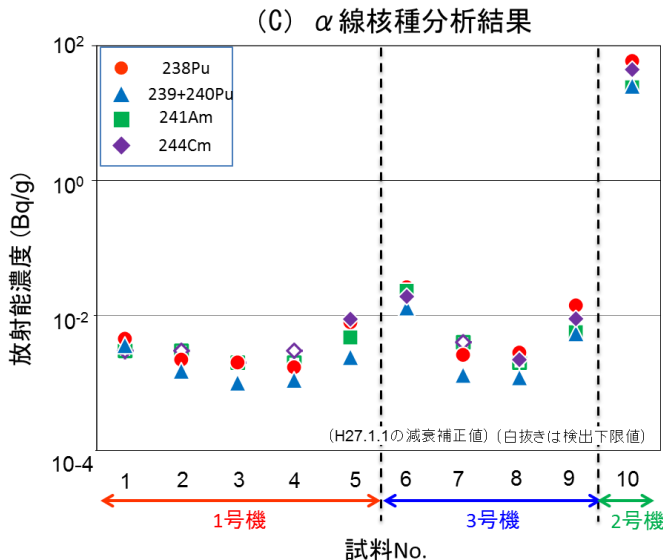 (C) α線核種分析結果
放射能濃度(Bq/g)
10²
10⁰
10⁻²
10⁻⁴
238Pu
239+240Pu
241Am
244Cm
(H27.1.1の減衰補正値)(白抜きは検出下限値)
1 2 3 4 5 6 7 8 9 10
1号機 3号機 2号機
試料No.